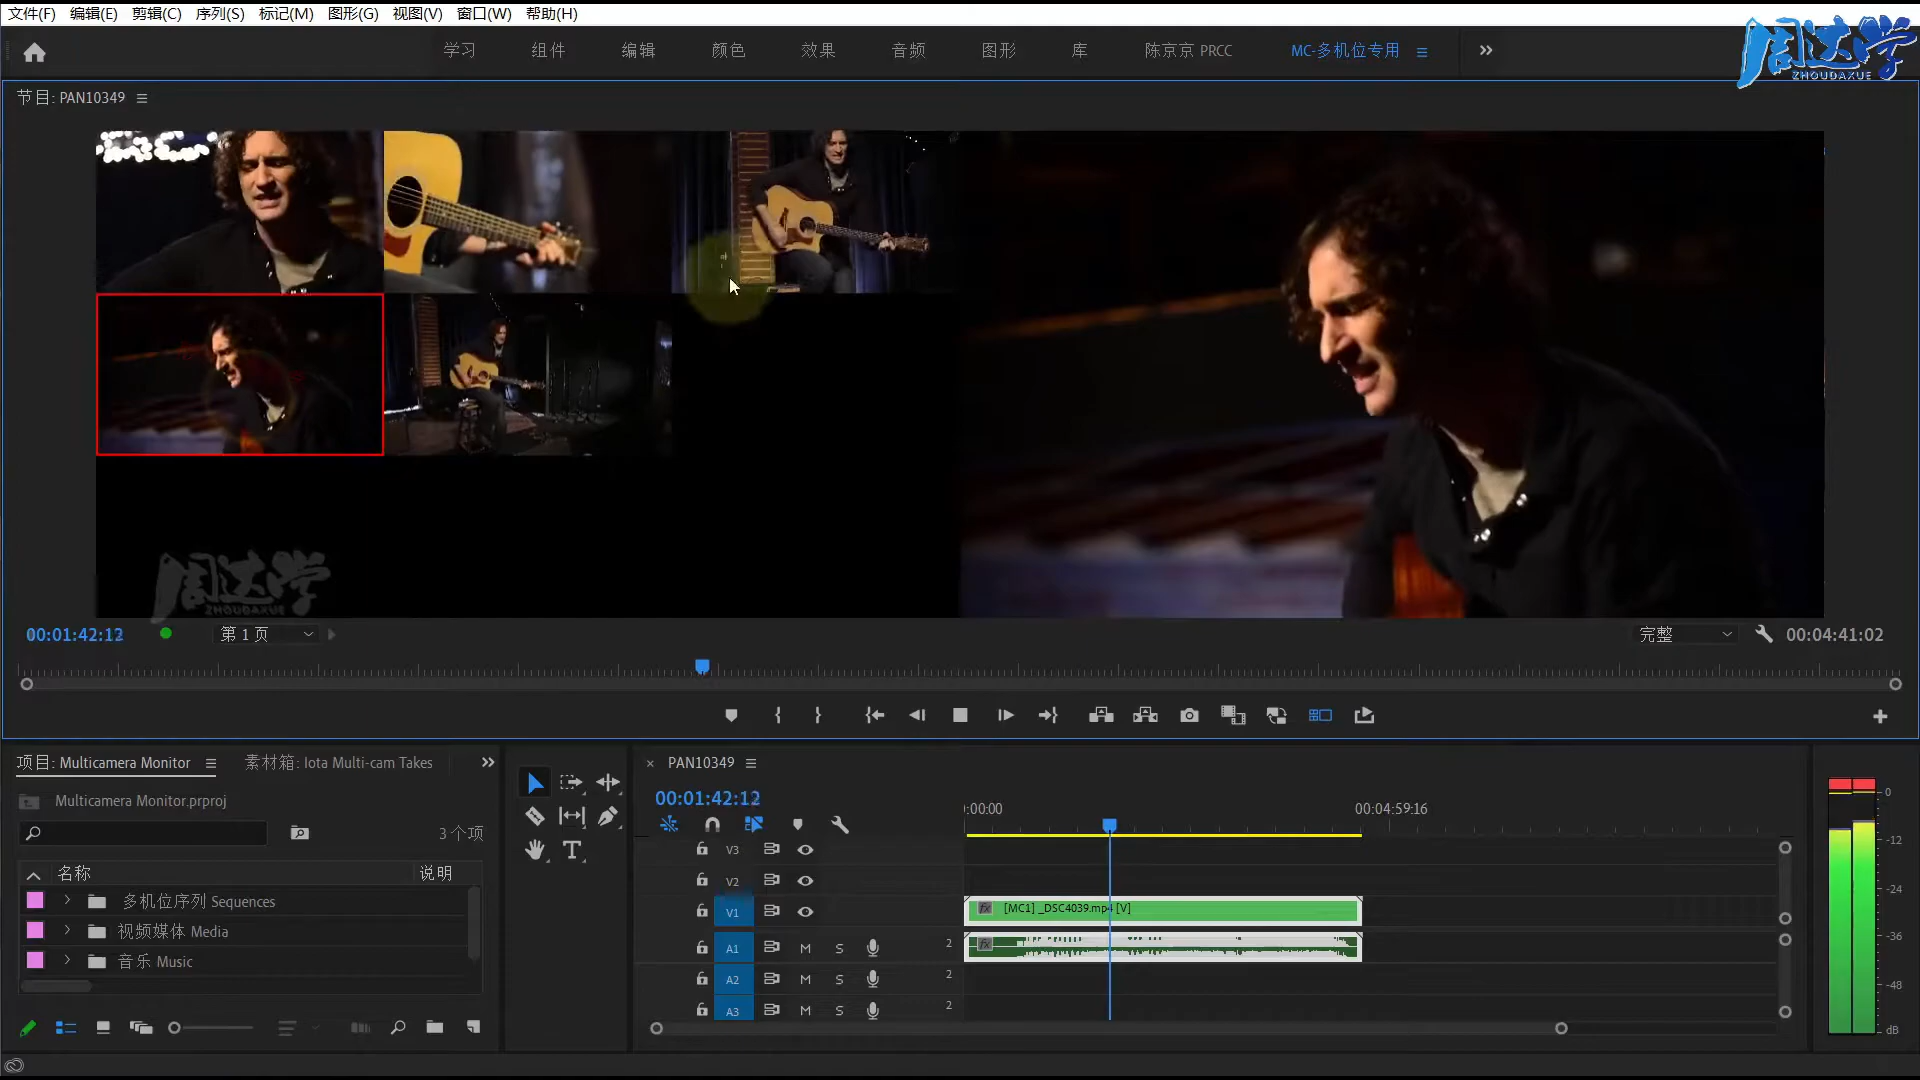 文件(F) 编辑(E) 剪辑(C) 序列(S) 标记(M) 图形(G) 视图(V) 窗口(W) 帮助(H)
学习 组件 编辑 颜色 效果 音频 图形 库 陈京京 PRCC MC-多机位专用
周达学
ZHOUDAXUE
节目: PAN10349
周达学
ZHOUDAXUE
00:01:42:12 第 1 页 完整 00:04:41:02
项目: Multicamera Monitor 素材箱: Iota Multi-cam Takes
Multicamera Monitor.prproj
3 个项
名称 说明
多机位序列 Sequences
视频媒体 Media
音乐 Music
PAN10349
00:01:42:12
:00:00 00:04:59:16
V3
V2
V1 fx [MC1] _DSC4039.mp4 [V]
A1 M S 2 fx
A2 M S 2
A3 M S 2
0
-12
-24
-36
-48
dB